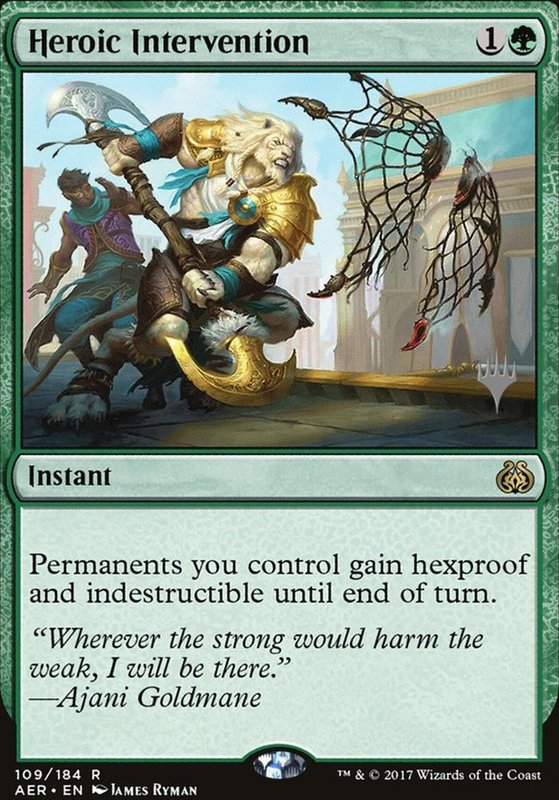 Heroic Intervention 1
Instant
Permanents you control gain hexproof
and indestructible until end of turn.
“Wherever the strong would harm the
weak, I will be there.”
—Ajani Goldmane
109/184 R
AER • EN James Ryman
™ & © 2017 Wizards of the Coast